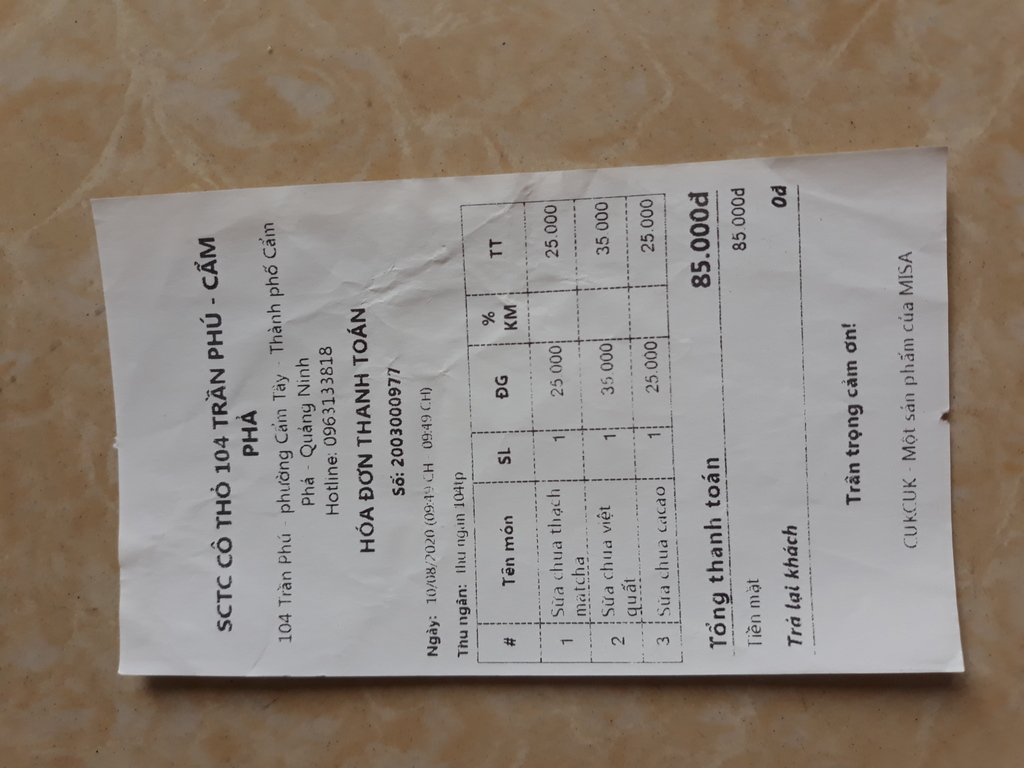 SCTC CÔ THỎ 104 TRẦN PHÚ - CẨM
PHẢ
104 Trần Phú - phường Cẩm Tây - Thành phố Cẩm
Phả - Quảng Ninh
Hotline: 0963133818
HÓA ĐƠN THANH TOÁN
Số: 2003000977
Ngày: 10/08/2020 (09:49 CH - 09:49 CH)
Thu ngân: thu ngan 104tp
# Tên món SL ĐG % KM TT
1 Sữa chua thạch 1 25.000 25.000
matcha
2 Sữa chua việt 1 35.000 35.000
quất
3 Sữa chua cacao 1 25.000 25.000
Tổng thanh toán 85.000đ
Tiền mặt 85.000đ
Trả lại khách 0đ
Trân trọng cảm ơn!
CUKCUK - Một sản phẩm của MISA